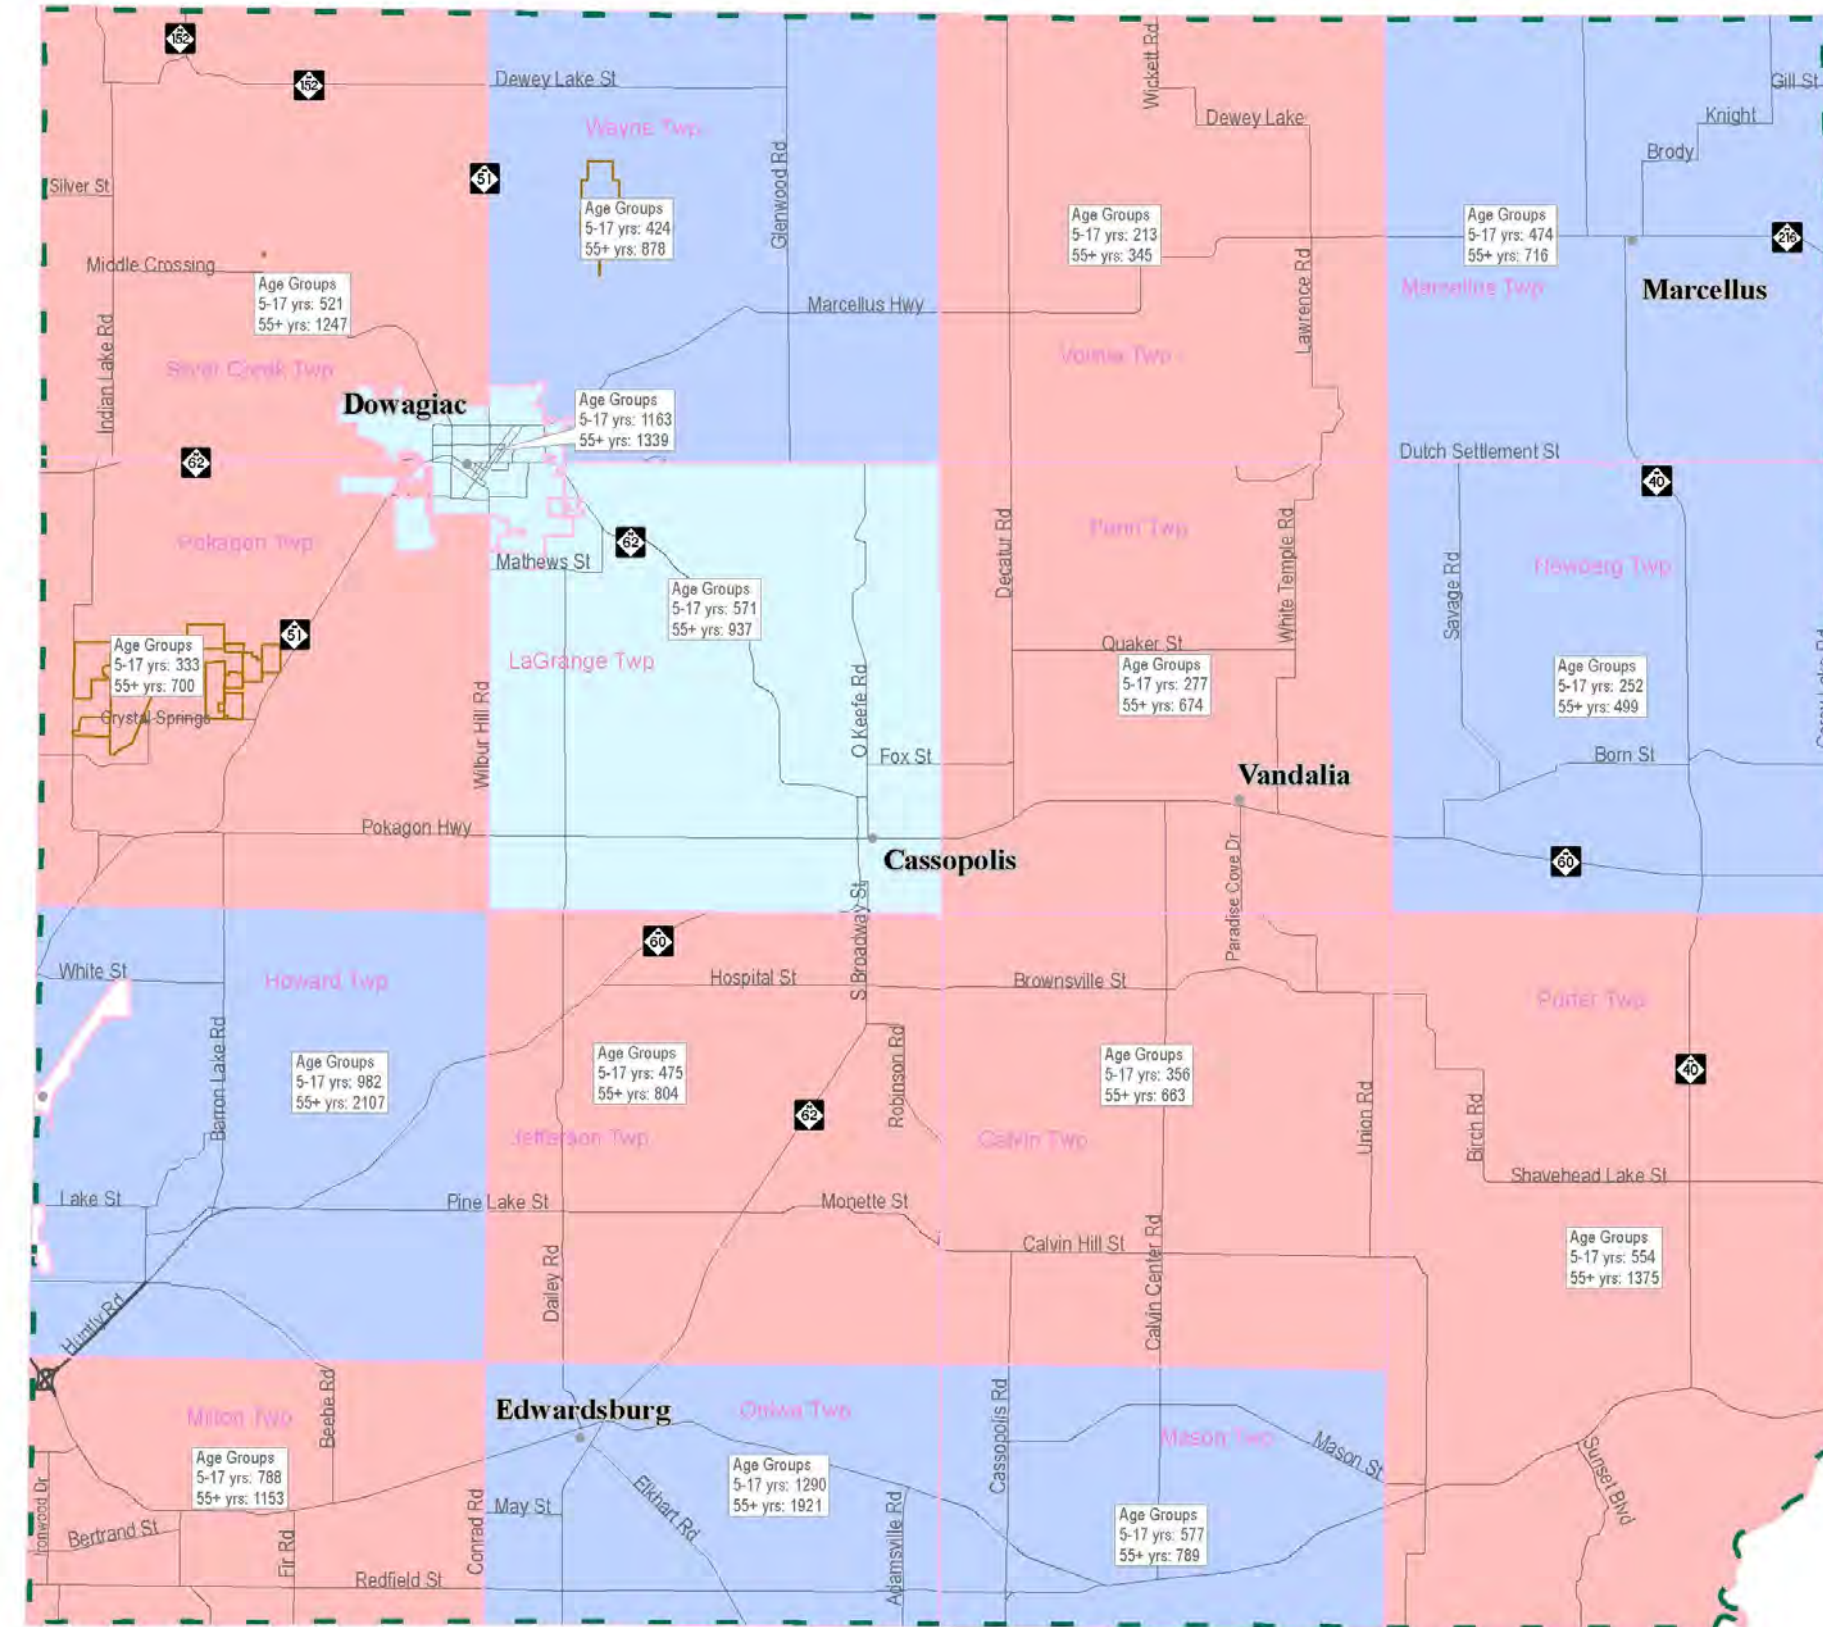 152
152
Dewey Lake St
Wayne Twp
Glenwood Rd
Wickett Rd
Dewey Lake
Gill St
Knight
Brody
Silver St
51
Age Groups
5-17 yrs: 424
55+ yrs: 878
Age Groups
5-17 yrs: 213
55+ yrs: 345
Age Groups
5-17 yrs: 474
55+ yrs: 716
216
Middle Crossing
Age Groups
5-17 yrs: 521
55+ yrs: 1247
Marcellus Hwy
Lawrence Rd
Marcellus Twp
Marcellus
Indian Lake Rd
Silver Creek Twp
Volinia Twp
Dowagiac
Age Groups
5-17 yrs: 1163
55+ yrs: 1339
Dutch Settlement St
62
40
Pokagon Twp
62
Mathews St
Decatur Rd
Penn Twp
White Temple Rd
Savage Rd
Newberg Twp
Age Groups
5-17 yrs: 571
55+ yrs: 937
51
Age Groups
5-17 yrs: 333
55+ yrs: 700
Crystal Springs
LaGrange Twp
Wilbur Hill Rd
O Keefe Rd
Quaker St
Age Groups
5-17 yrs: 277
55+ yrs: 674
Age Groups
5-17 yrs: 252
55+ yrs: 499
Fox St
Born St
Vandalia
Pokagon Hwy
Cassopolis
Paradise Cove Dr
60
S Broadway St
60
White St
Howard Twp
Hospital St
Brownsville St
Porter Twp
Barron Lake Rd
Age Groups
5-17 yrs: 982
55+ yrs: 2107
Age Groups
5-17 yrs: 475
55+ yrs: 804
Robinson Rd
Age Groups
5-17 yrs: 356
55+ yrs: 663
40
62
Union Rd
Birch Rd
Jefferson Twp
Calvin Twp
Shavehead Lake St
Lake St
Pine Lake St
Monette St
Calvin Hill St
Calvin Center Rd
Age Groups
5-17 yrs: 554
55+ yrs: 1375
Dailey Rd
Huntly Rd
Beebe Rd
Milton Twp
Edwardsburg
Ontwa Twp
Cassopolis Rd
Mason Twp
Mason St
Sunset Blvd
Age Groups
5-17 yrs: 788
55+ yrs: 1153
Age Groups
5-17 yrs: 1290
55+ yrs: 1921
Ironwood Dr
Bertrand St
Fir Rd
Conrad Rd
May St
Elkhart Rd
Adamsville Rd
Age Groups
5-17 yrs: 577
55+ yrs: 789
Redfield St